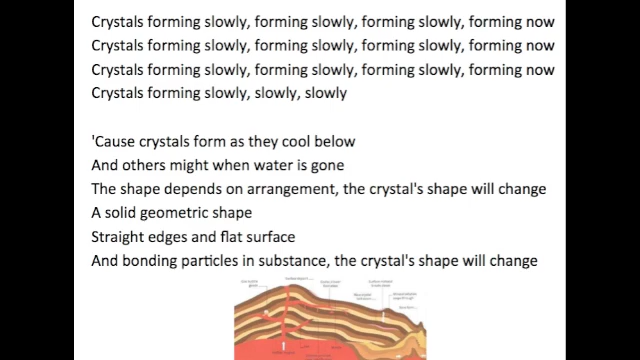 Crystals forming slowly, forming slowly, forming slowly, forming now
Crystals forming slowly, forming slowly, forming slowly, forming now
Crystals forming slowly, forming slowly, forming slowly, forming now
Crystals forming slowly, slowly, slowly
'Cause crystals form as they cool below
And others might when water is gone
The shape depends on arrangement, the crystal's shape will change
A solid geometric shape
Straight edges and flat surface
And bonding particles in substance, the crystal's shape will change